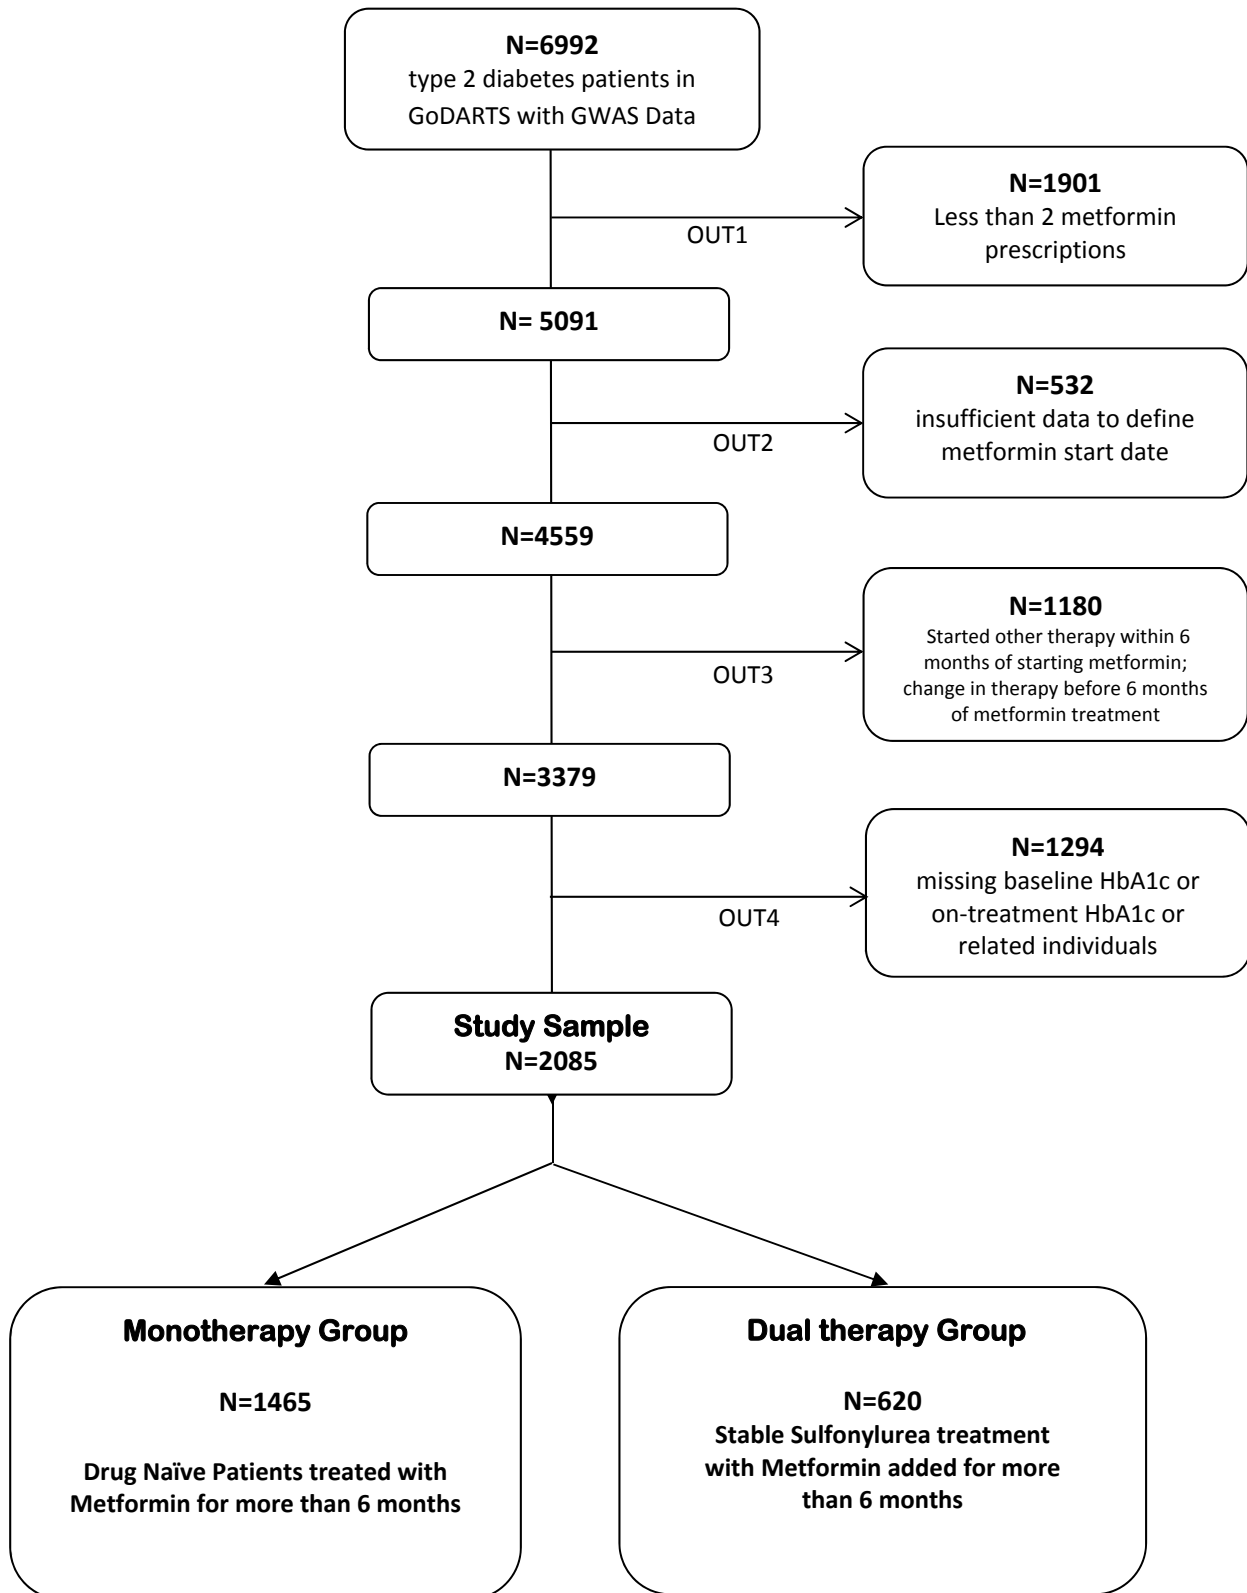 N=6992
type 2 diabetes patients in
GoDARTS with GWAS Data
N=1901
Less than 2 metformin
prescriptions
OUT1
N= 5091
N=532
insufficient data to define
metformin start date
OUT2
N=4559
N=1180
Started other therapy within 6
months of starting metformin;
change in therapy before 6 months
of metformin treatment
OUT3
N=3379
N=1294
missing baseline HbA1c or
on-treatment HbA1c or
related individuals
OUT4
Study Sample
N=2085
Monotherapy Group
N=1465
Drug Naïve Patients treated with
Metformin for more than 6 months
Dual therapy Group
N=620
Stable Sulfonylurea treatment
with Metformin added for more
than 6 months